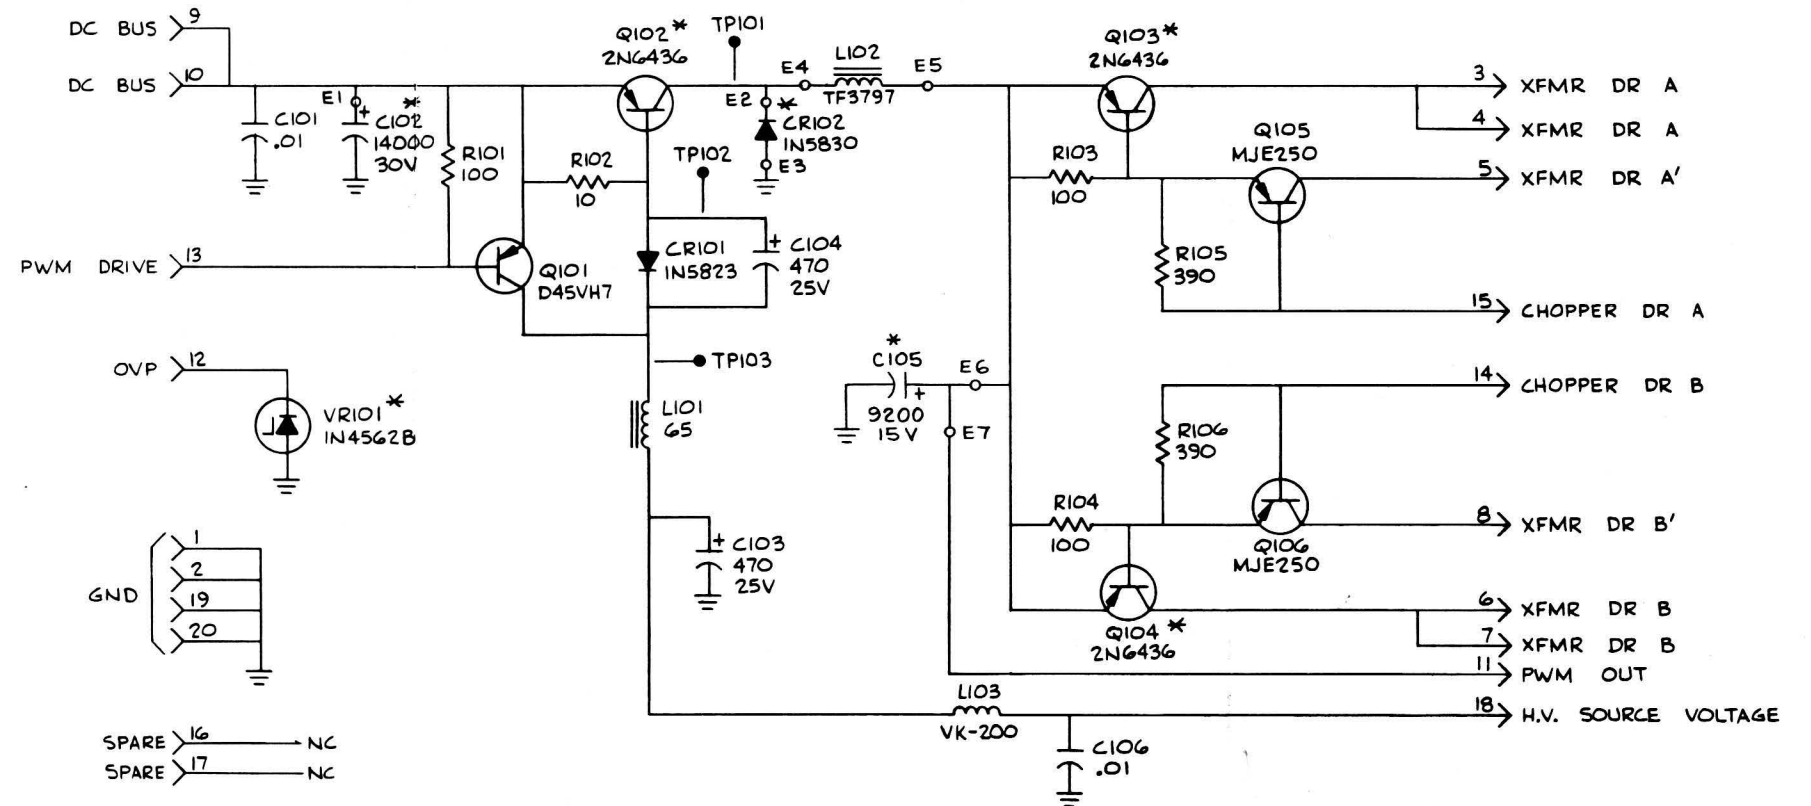 DC BUS 9
DC BUS 10
C101
.01
E1
+
C102*
14000
30V
R101
100
Q102*
2N6436
R102
10
TP101
TP102
E2
*
CR102
1N5830
E3
E4
L102
TF3797
E5
PWM DRIVE 13
Q101
D45VH7
CR101
1N5823
+
C104
470
25V
TP103
OVP 12
VR101*
1N4562B
L101
65
+
C103
470
25V
*
C105
+
9200
15V
E6
E7
GND
1
2
19
20
SPARE 16 NC
SPARE 17 NC
Q103*
2N6436
R103
100
Q105
MJE250
R105
390
R106
390
R104
100
Q106
MJE250
Q104*
2N6436
L103
VK-200
C106
.01
3 XFMR DR A
4 XFMR DR A
5 XFMR DR A'
15 CHOPPER DR A
14 CHOPPER DR B
8 XFMR DR B'
6 XFMR DR B
7 XFMR DR B
11 PWM OUT
18 H.V. SOURCE VOLTAGE